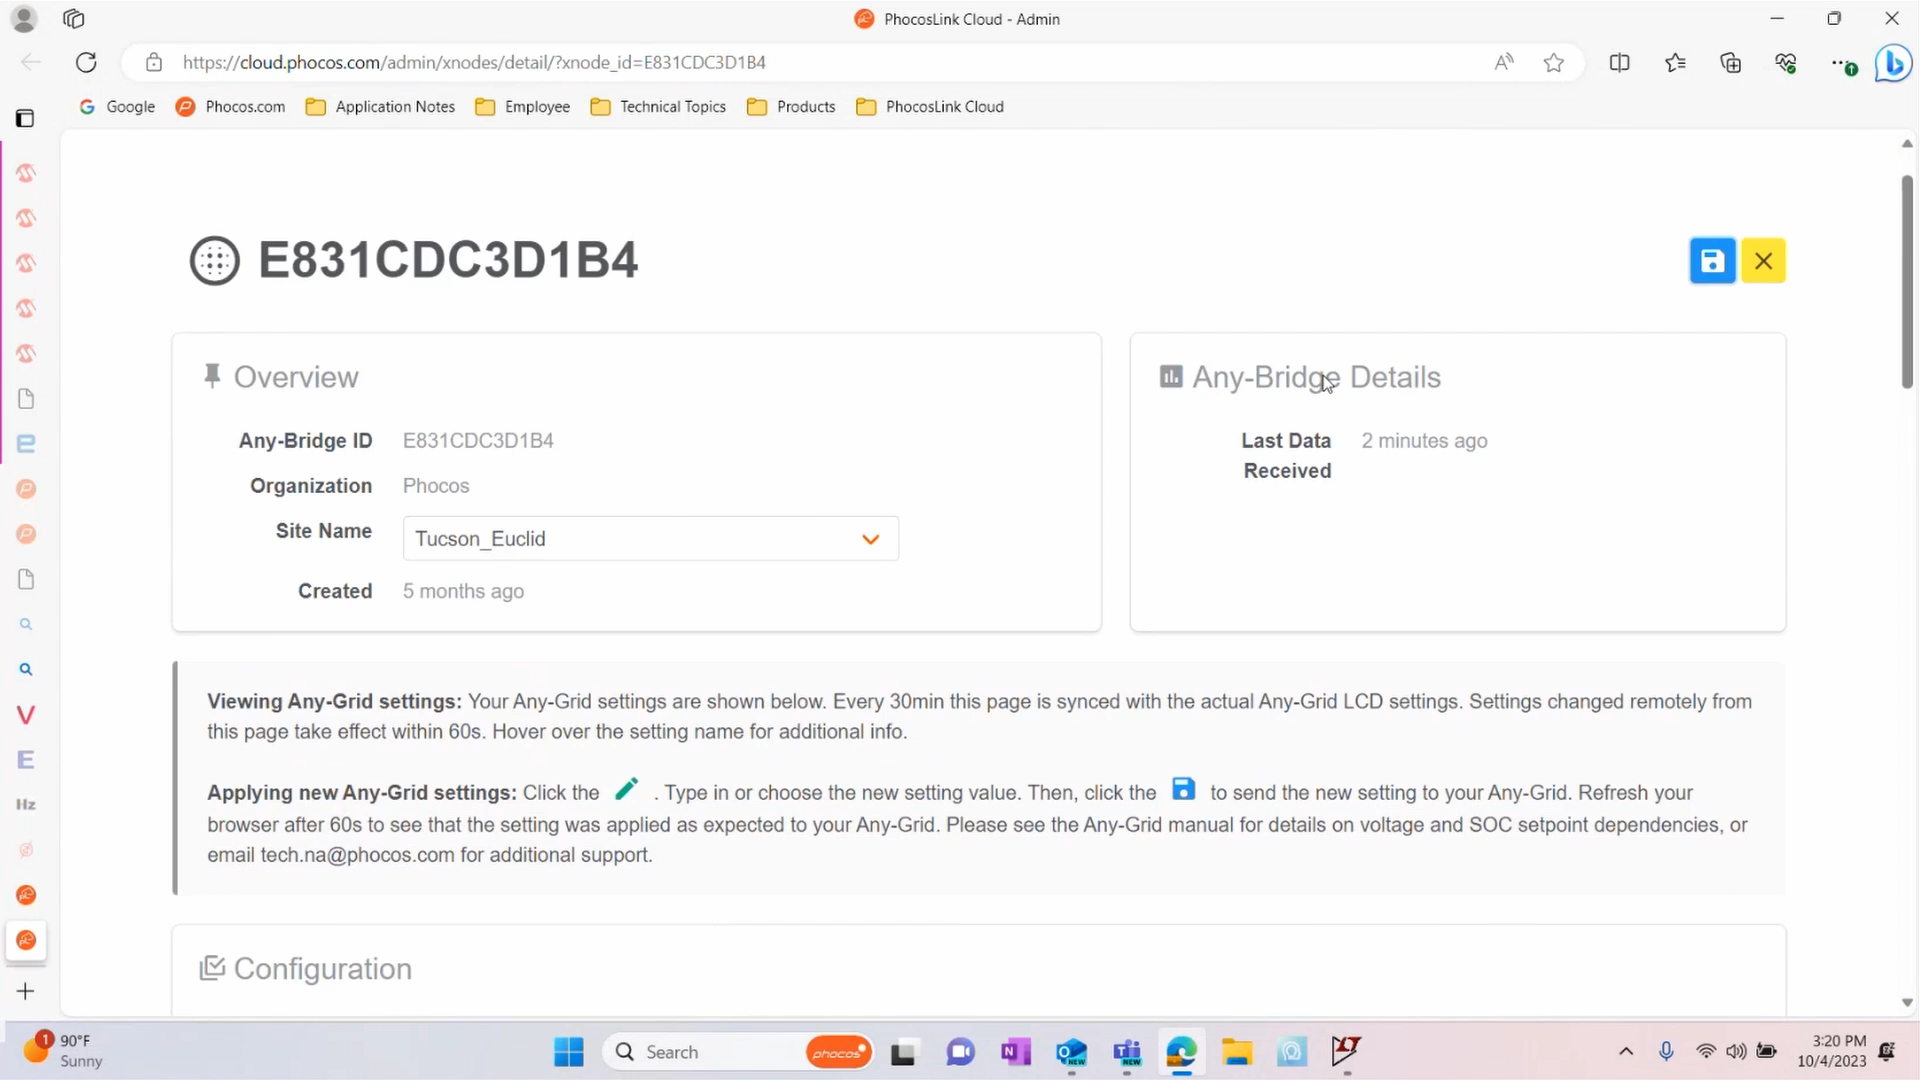 PhocosLink Cloud - Admin
https://cloud.phocos.com/admin/xnodes/detail/?xnode_id=E831CDC3D1B4
Google Phocos.com Application Notes Employee Technical Topics Products PhocosLink Cloud
E831CDC3D1B4
Overview
Any-Bridge ID E831CDC3D1B4
Organization Phocos
Site Name Tucson_Euclid
Created 5 months ago
Any-Bridge Details
Last Data 2 minutes ago
Received
Viewing Any-Grid settings: Your Any-Grid settings are shown below. Every 30min this page is synced with the actual Any-Grid LCD settings. Settings changed remotely from
this page take effect within 60s. Hover over the setting name for additional info.
Applying new Any-Grid settings: Click the . Type in or choose the new setting value. Then, click the to send the new setting to your Any-Grid. Refresh your
browser after 60s to see that the setting was applied as expected to your Any-Grid. Please see the Any-Grid manual for details on voltage and SOC setpoint dependencies, or
email tech.na@phocos.com for additional support.
Configuration
V
E
Hz
1
90°F
Sunny
Search
phocos
NEW
NEW
3:20 PM
10/4/2023